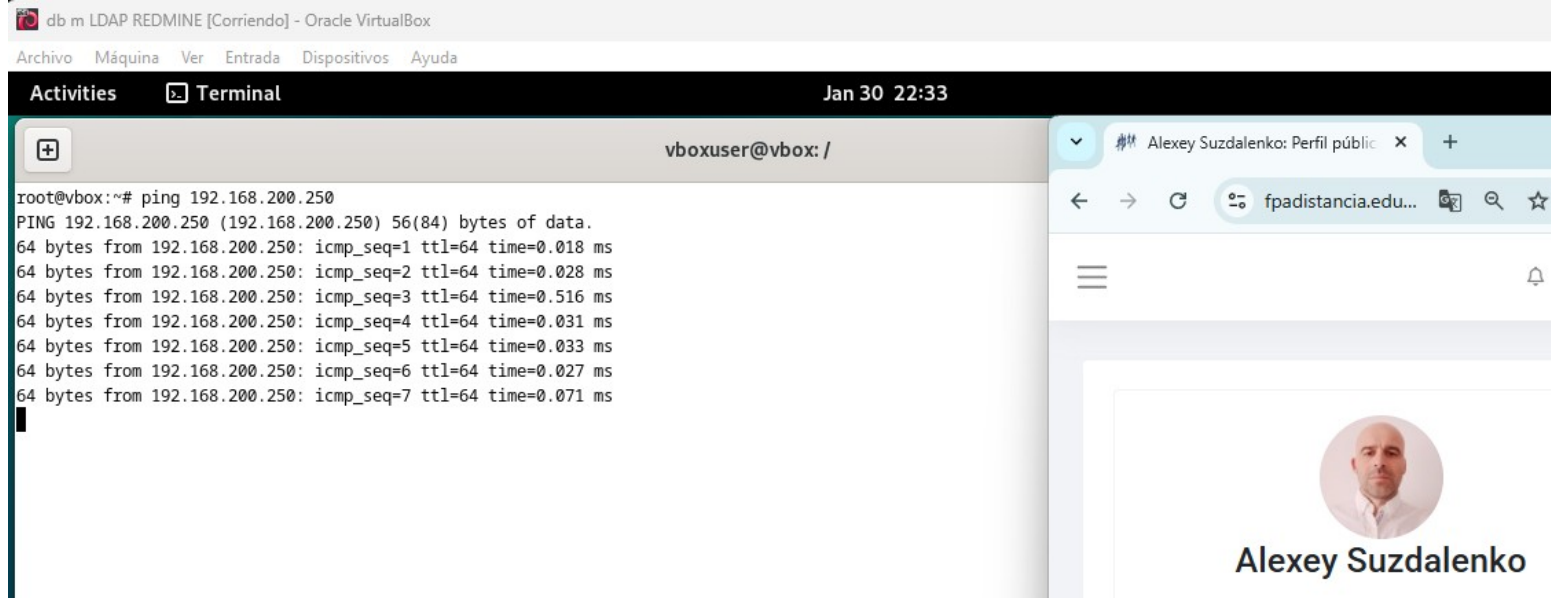 db m LDAP REDMINE [Corriendo] - Oracle VirtualBox
Archivo Máquina Ver Entrada Dispositivos Ayuda
Activities Terminal Jan 30 22:33
vboxuser@vbox: /
root@vbox:~# ping 192.168.200.250
PING 192.168.200.250 (192.168.200.250) 56(84) bytes of data.
64 bytes from 192.168.200.250: icmp_seq=1 ttl=64 time=0.018 ms
64 bytes from 192.168.200.250: icmp_seq=2 ttl=64 time=0.028 ms
64 bytes from 192.168.200.250: icmp_seq=3 ttl=64 time=0.516 ms
64 bytes from 192.168.200.250: icmp_seq=4 ttl=64 time=0.031 ms
64 bytes from 192.168.200.250: icmp_seq=5 ttl=64 time=0.033 ms
64 bytes from 192.168.200.250: icmp_seq=6 ttl=64 time=0.027 ms
64 bytes from 192.168.200.250: icmp_seq=7 ttl=64 time=0.071 ms
Alexey Suzdalenko: Perfil públic
fpadistancia.edu...
Alexey Suzdalenko